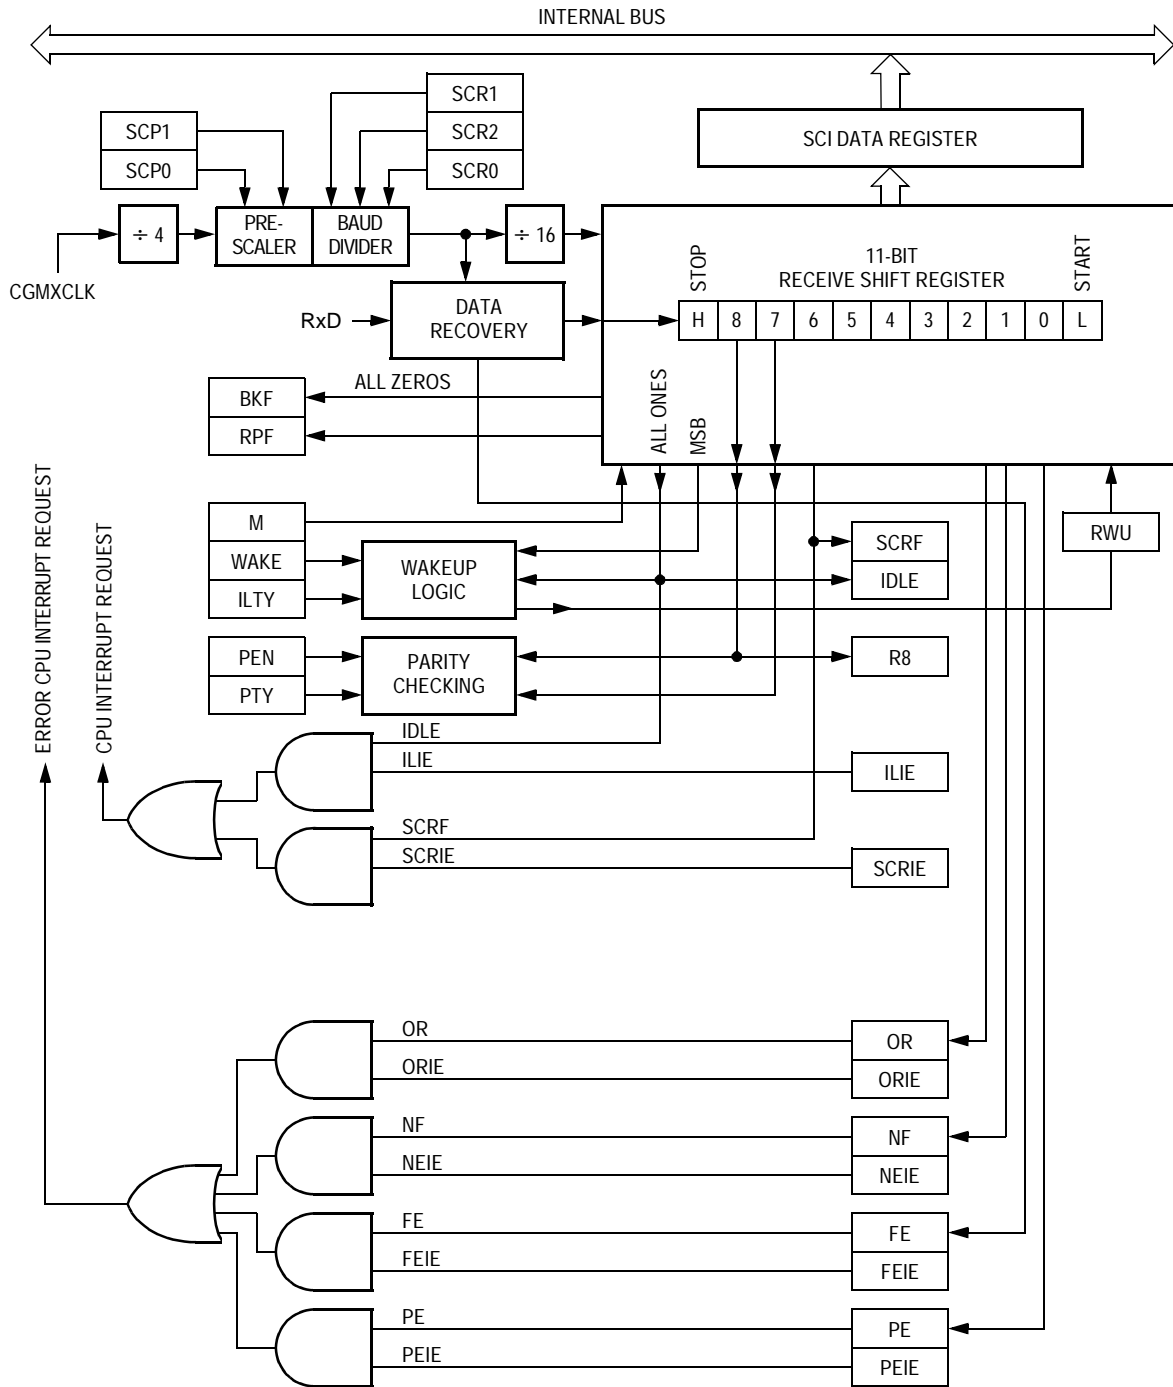 INTERNAL BUS
SCR1
SCR2
SCR0
SCP1
SCP0
SCI DATA REGISTER
÷ 4
PRE-
SCALER
BAUD
DIVIDER
÷ 16
CGMXCLK
STOP
11-BIT
RECEIVE SHIFT REGISTER
START
RxD
DATA
RECOVERY
H 8 7 6 5 4 3 2 1 0 L
ALL ZEROS
BKF
RPF
ALL ONES
MSB
ERROR CPU INTERRUPT REQUEST
CPU INTERRUPT REQUEST
M
WAKE
ILTY
WAKEUP
LOGIC
SCRF
IDLE
RWU
PEN
PTY
PARITY
CHECKING
R8
IDLE
ILIE
ILIE
SCRF
SCRIE
SCRIE
OR
OR
ORIE
ORIE
NF
NF
NEIE
NEIE
FE
FE
FEIE
FEIE
PE
PE
PEIE
PEIE